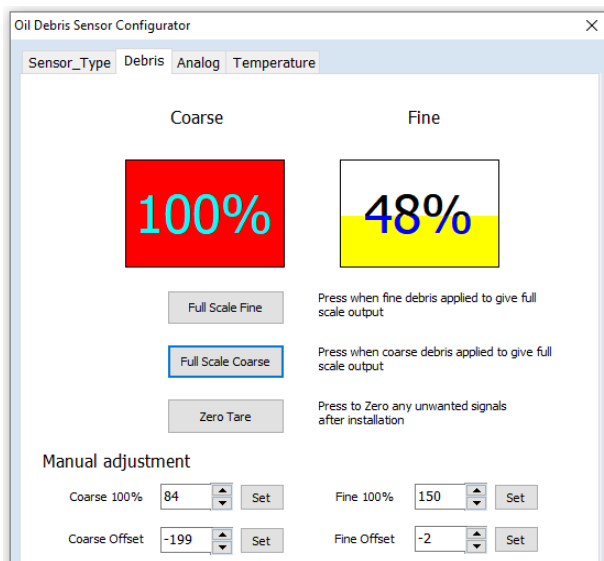 Oil Debris Sensor Configurator
Sensor_Type Debris Analog Temperature
Coarse Fine
100% 48%
Full Scale Fine Press when fine debris applied to give full
scale output
Full Scale Coarse Press when coarse debris applied to give full
scale output
Zero Tare Press to Zero any unwanted signals
after installation
Manual adjustment
Coarse 100% 84 Set Fine 100% 150 Set
Coarse Offset -199 Set Fine Offset -2 Set